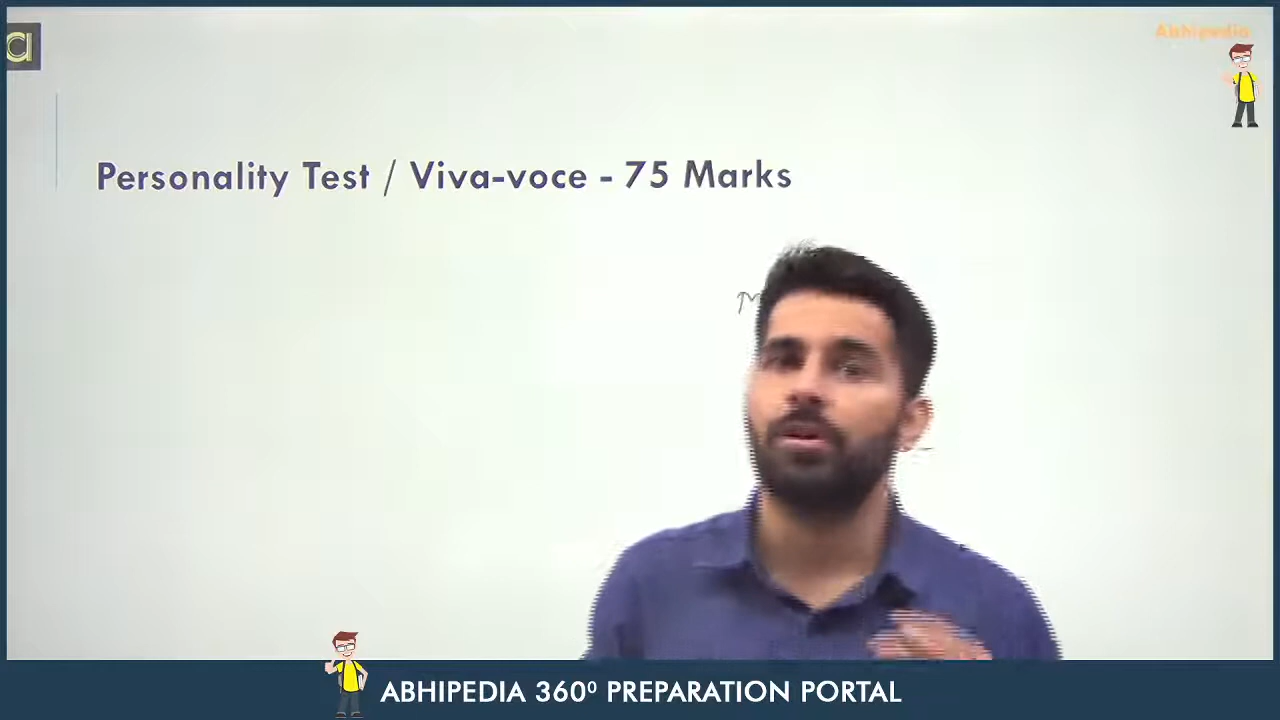 a
Abhipedia
Personality Test / Viva-voce - 75 Marks
ABHIPEDIA 360⁰ PREPARATION PORTAL